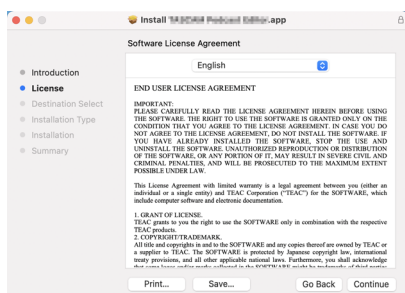 Install TASCAM Podcast Editor.app
Software License Agreement
English
Introduction
License
Destination Select
Installation Type
Installation
Summary
END USER LICENSE AGREEMENT
IMPORTANT:
PLEASE CAREFULLY READ THE LICENSE AGREEMENT HEREIN BEFORE USING
THE SOFTWARE. THE RIGHT TO USE THE SOFTWARE IS GRANTED ONLY ON THE
CONDITION THAT YOU AGREE TO THE LICENSE AGREEMENT. IN CASE YOU DO
NOT AGREE TO THE LICENSE AGREEMENT, DO NOT INSTALL THE SOFTWARE. IF
YOU HAVE ALREADY INSTALLED THE SOFTWARE, STOP THE USE AND
UNINSTALL THE SOFTWARE. UNAUTHORIZED REPRODUCTION OR DISTRIBUTION
OF THE SOFTWARE, OR ANY PORTION OF IT, MAY RESULT IN SEVERE CIVIL AND
CRIMINAL PENALTIES, AND WILL BE PROSECUTED TO THE MAXIMUM EXTENT
POSSIBLE UNDER LAW.
This License Agreement with limited warranty is a legal agreement between you (either an
individual or a single entity) and TEAC Corporation ("TEAC") for the SOFTWARE, which
include computer software and electronic documentation.
1. GRANT OF LICENSE.
TEAC grants to you the right to use the SOFTWARE only in combination with the respective
TEAC products.
2. COPYRIGHT/TRADEMARK.
All title and copyrights in and to the SOFTWARE and any copies thereof are owned by TEAC or
a supplier to TEAC. The SOFTWARE is protected by Japanese copyright law, international
treaty provisions, and all other applicable national laws. Furthermore, you shall acknowledge
Print...
Save...
Go Back
Continue